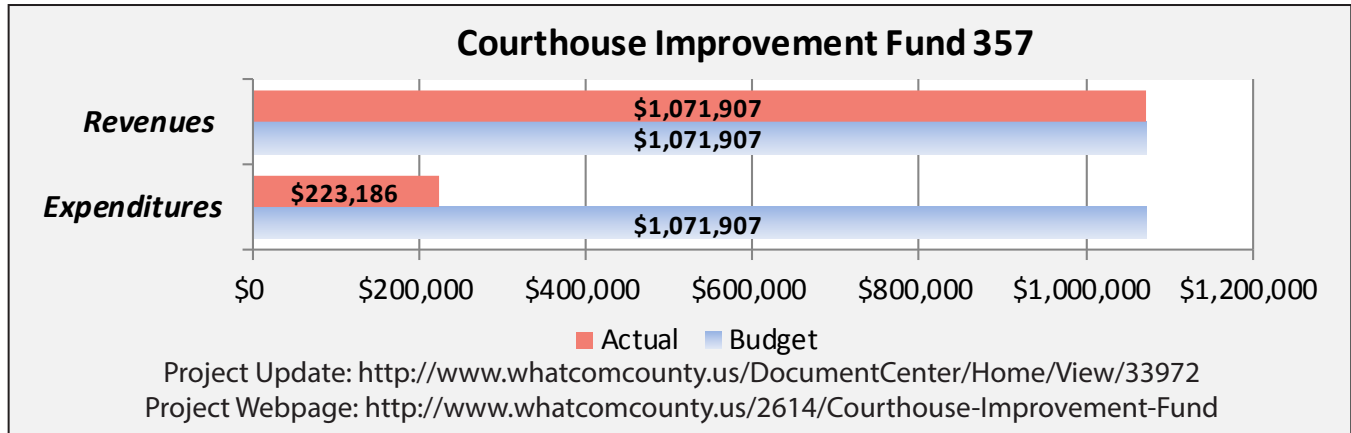 Courthouse Improvement Fund 357
Revenues
$1,071,907
$1,071,907
Expenditures
$223,186
$1,071,907
$0 $200,000 $400,000 $600,000 $800,000 $1,000,000 $1,200,000
Actual Budget
Project Update: http://www.whatcomcounty.us/DocumentCenter/Home/View/33972
Project Webpage: http://www.whatcomcounty.us/2614/Courthouse-Improvement-Fund